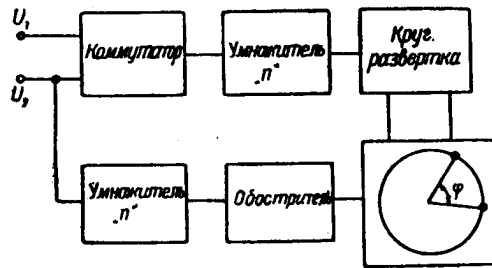 U₁
U₂
Коммутатор
Умножитель
„n“
Круг.
развертка
Умножитель
„n“
Обостритель
φ